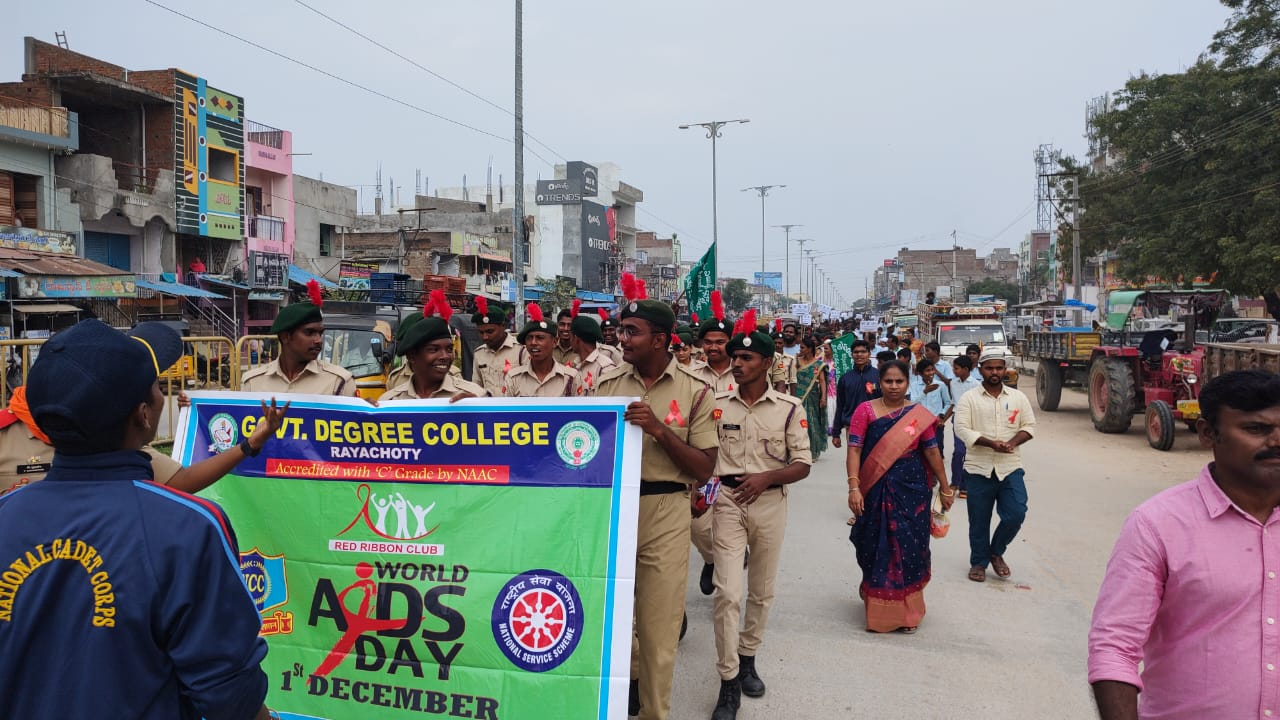 TRENDS
TRENDS
GOVT. DEGREE COLLEGE
RAYACHOTY
Accredited with 'C' Grade by NAAC
RED RIBBON CLUB
WORLD
AIDS
DAY
1St DECEMBER
राष्ट्रीय सेवा योजना
NATIONAL SERVICE SCHEME
NATIONAL CADET CORPS